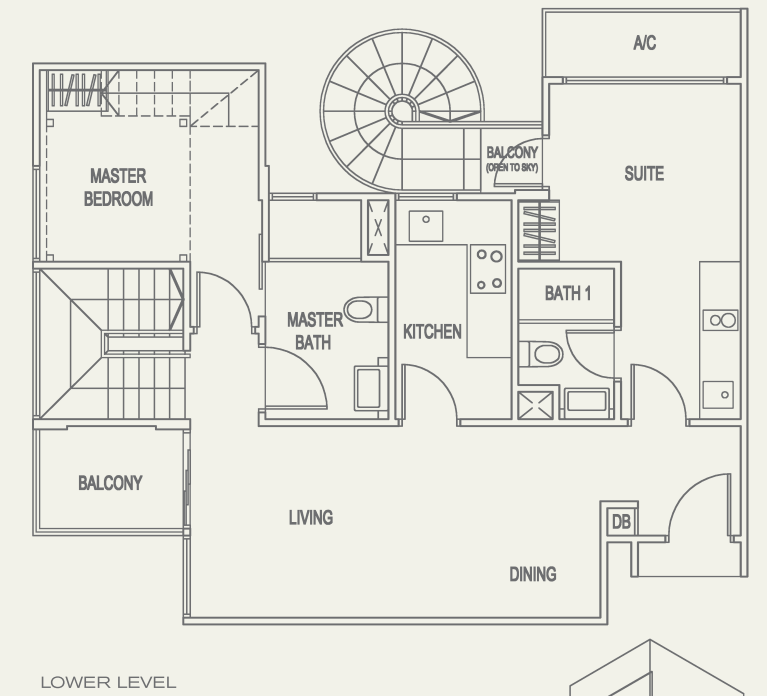 A/C
BALCONY
(OPEN TO SKY)
SUITE
MASTER
BEDROOM
BATH 1
MASTER
BATH
KITCHEN
BALCONY
LIVING
DB
DINING
LOWER LEVEL